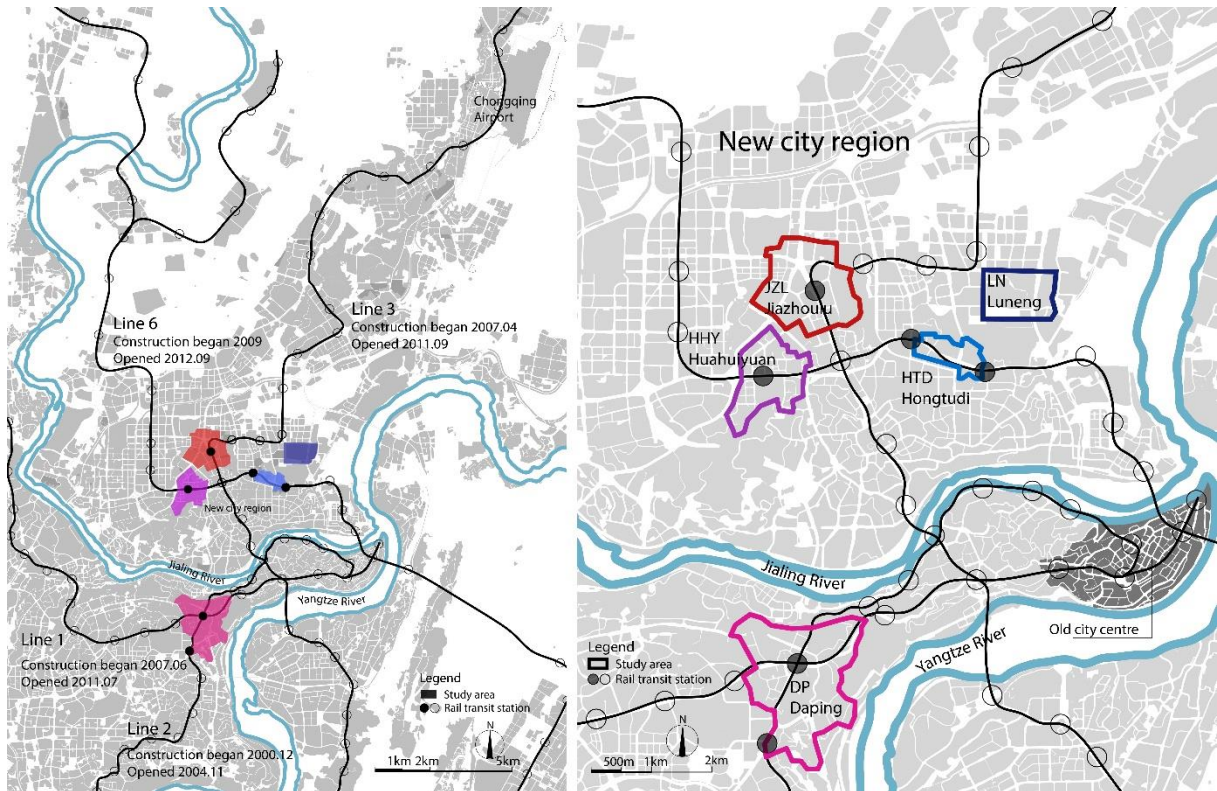 Chongqing
Airport
Line 3
Construction began 2007.04
Opened 2011.09
Line 6
Construction began 2009
Opened 2012.09
New city region
Jialing River
Yangtze River
Line 1
Construction began 2007.06
Opened 2011.07
Line 2
Construction began 2000.12
Opened 2004.11
Legend
Study area
Rail transit station
N
1km 2km 5km
New city region
JZL
Jiazhoulu
LN
Luneng
HHY
Huahuiyuan
HTD
Hongtudi
Jialing River
Yangtze River
Old city centre
DP
Daping
Legend
Study area
Rail transit station
N
500m 1km 2km